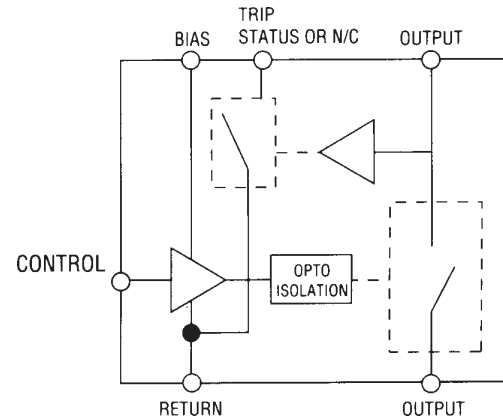 TRIP
BIAS STATUS OR N/C OUTPUT
CONTROL
OPTO
ISOLATION
RETURN OUTPUT